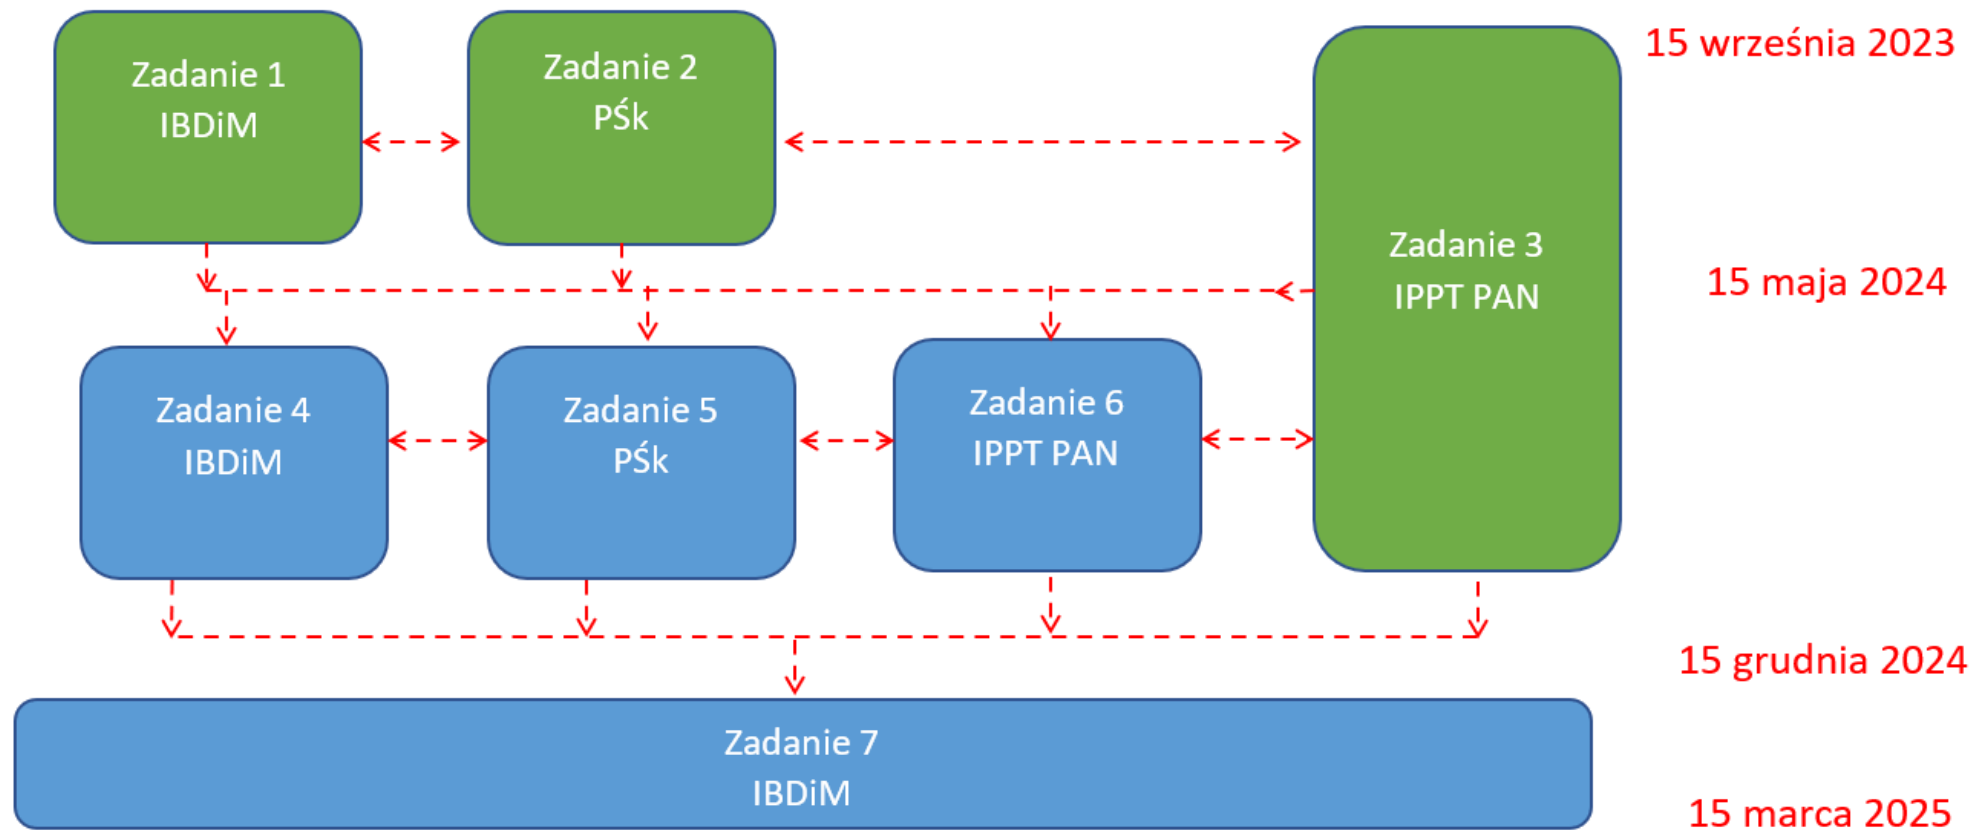 Zadanie 1
IBDiM
Zadanie 2
PŚk
15 września 2023
Zadanie 3
IPPT PAN
15 maja 2024
Zadanie 4
IBDiM
Zadanie 5
PŚk
Zadanie 6
IPPT PAN
15 grudnia 2024
Zadanie 7
IBDiM
15 marca 2025